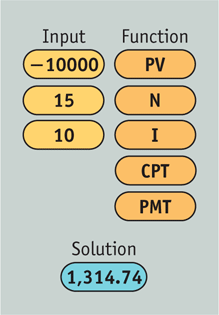 Input Function
−10000 PV
15 N
10 I
CPT
PMT
Solution
1,314.74